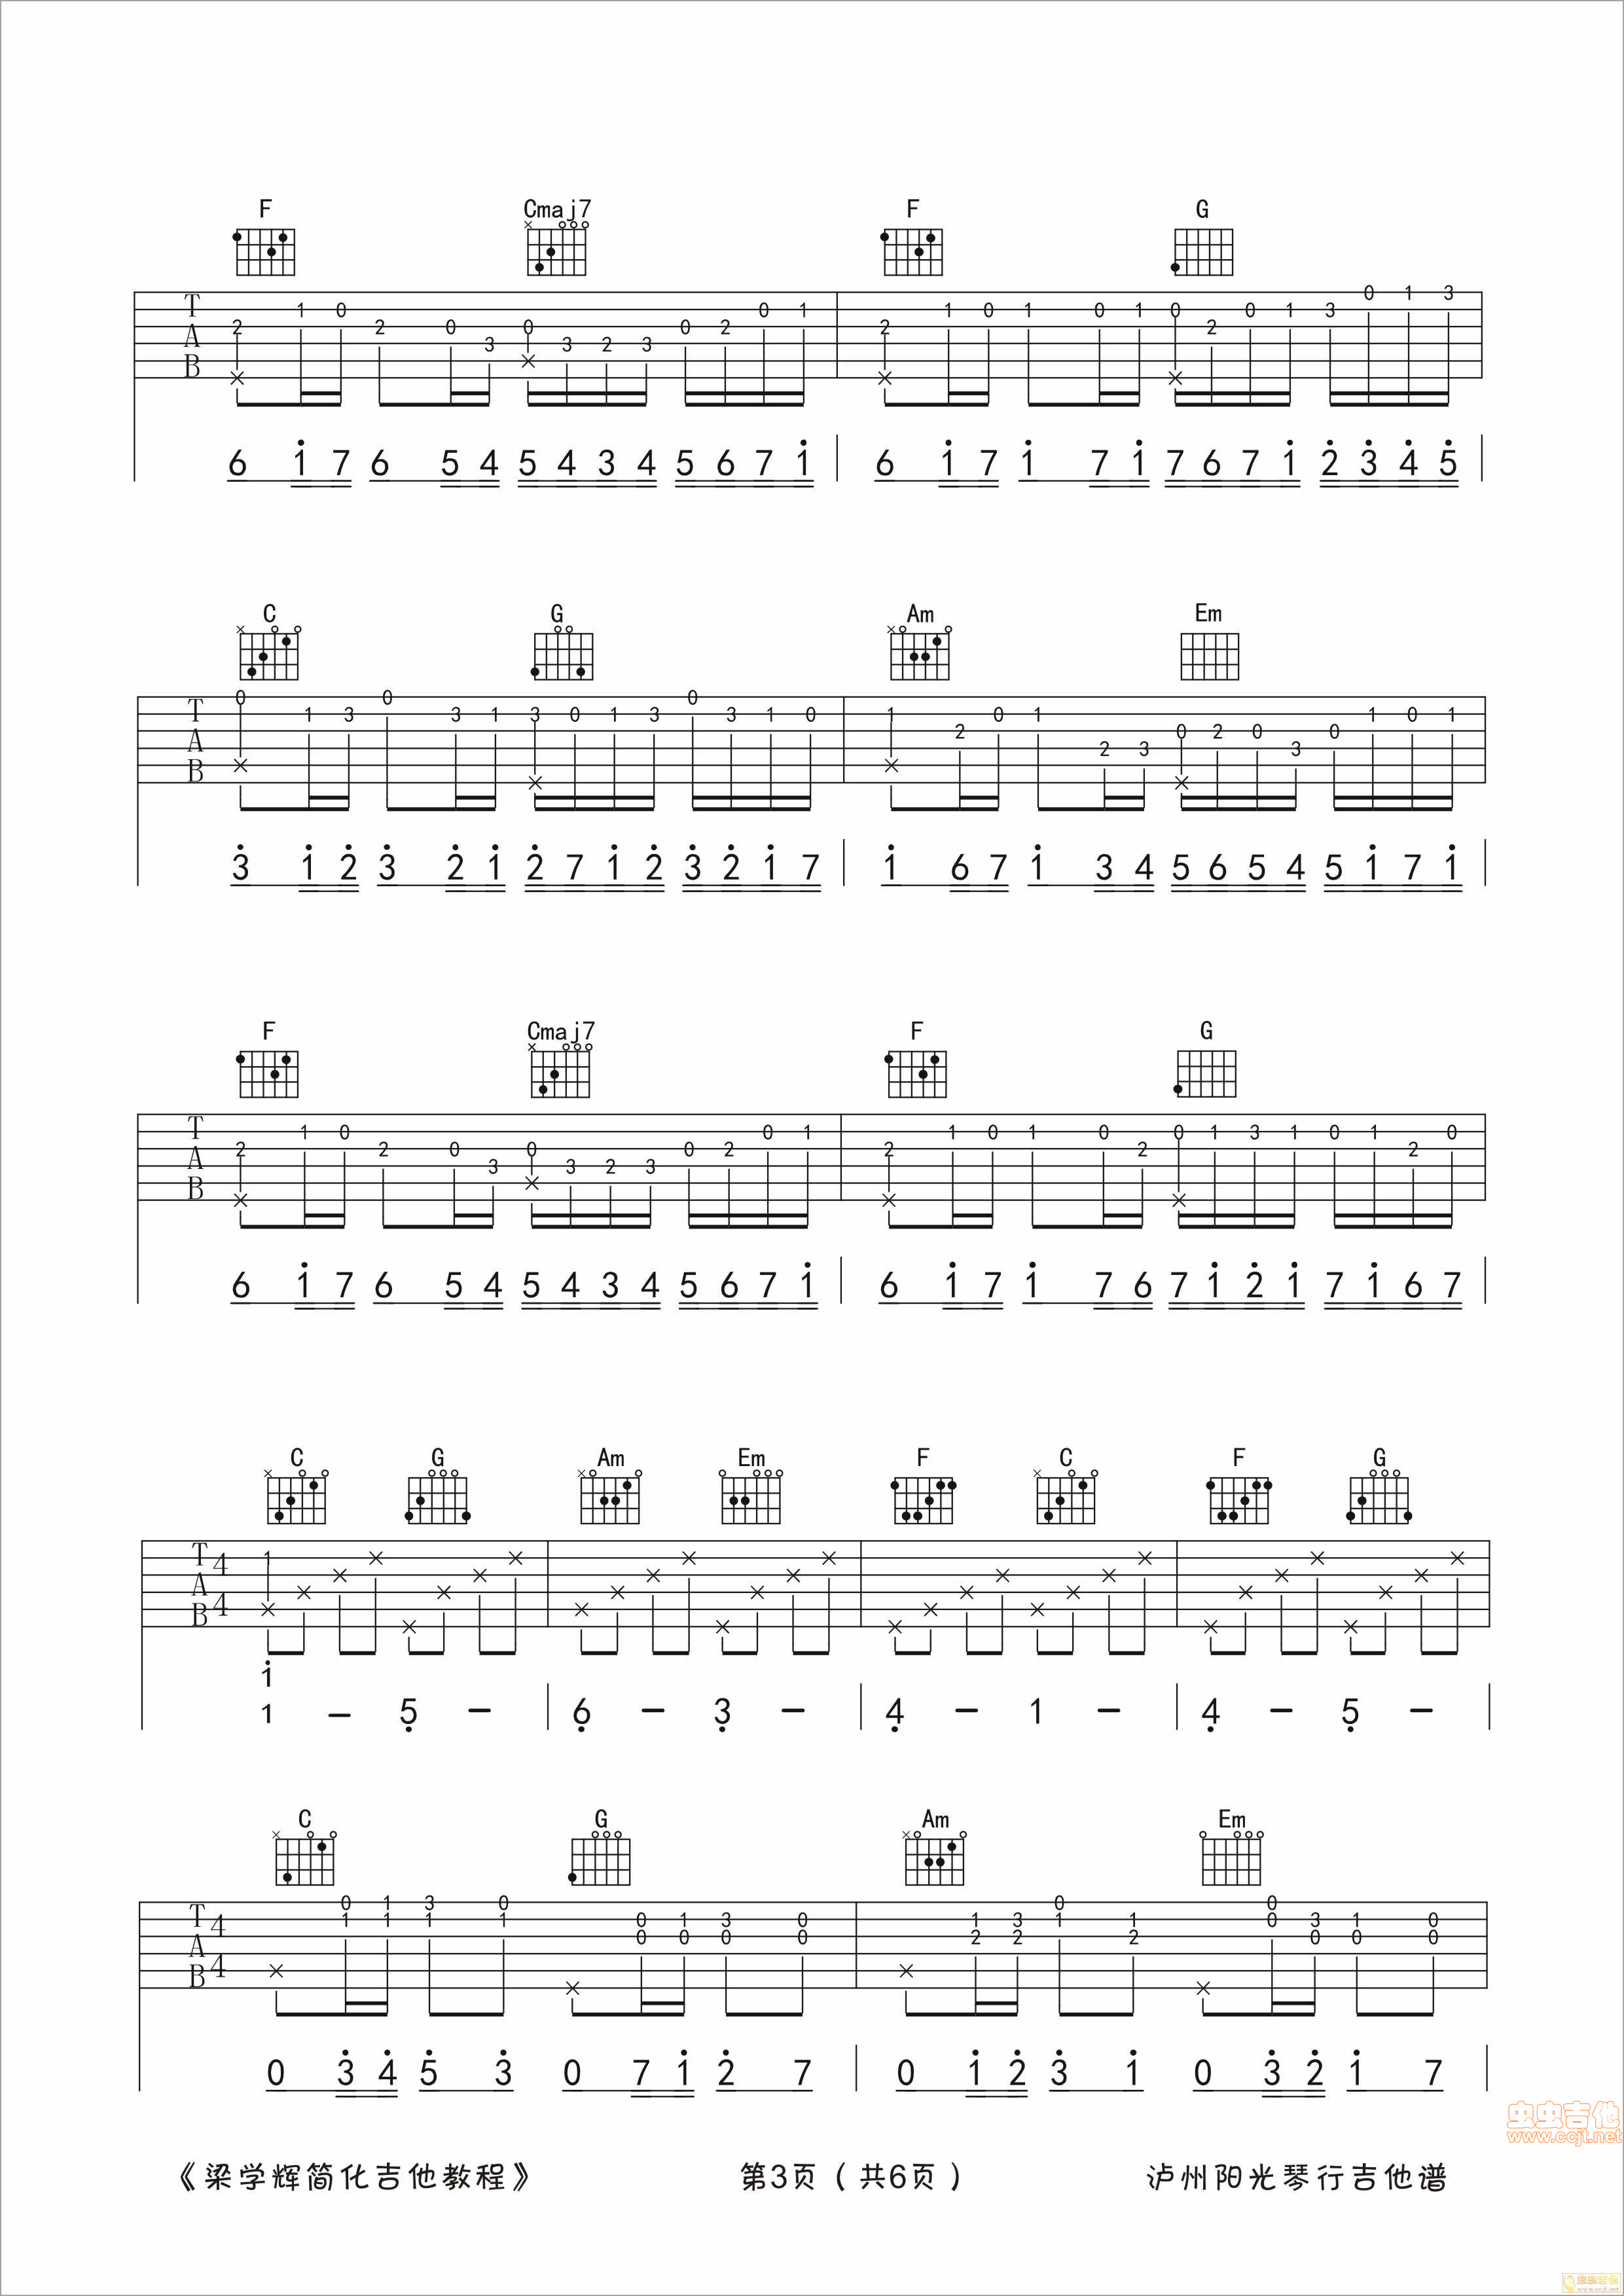 F Cmaj7 F G
T A B
2 1 0 2 0 3 0 3 2 3 0 2 0 1 2 1 0 1 0 1 0 2 0 1 3 0 1 3
6 1̇ 7 6 5 4 5 4 3 4 5 6 7 1̇ 6 1̇ 7 1̇ 7 1̇ 7 6 7 1̇ 2̇ 3̇ 4̇ 5̇
C G Am Em
T A B
0 1 3 0 3 1 3 0 1 3 0 3 1 0 1 2 0 1 2 3 0 2 0 3 0 1 0 1
3̇ 1̇ 2̇ 3̇ 2̇ 1̇ 2̇ 7 1̇ 2̇ 3̇ 2̇ 1̇ 7 1̇ 6 7 1̇ 3 4 5 6 5 4 5 1̇ 7 1̇
F Cmaj7 F G
T A B
2 1 0 2 0 3 0 3 2 3 0 2 0 1 2 1 0 1 0 2 0 1 3 1 0 1 2 0
6 1̇ 7 6 5 4 5 4 3 4 5 6 7 1̇ 6 1̇ 7 1̇ 7 6 7 1̇ 2̇ 1̇ 7 1̇ 6 7
C G Am Em F C F G
T A B 4 4
1
1̇
1 – 5̣ – 6̣ – 3̣ – 4̣ – 1 – 4̣ – 5̣ –
C G Am Em
T A B 4 4
0 1 3 0 0 0
1 1 1 1 0 1 3 0 1 3 1 1 0 3 1 0
0 0 0 0 2 2 2 0 0 0
0 3̇ 4̇ 5̇ 3̇ 0 7 1̇ 2̇ 7 0 1̇ 2̇ 3̇ 1̇ 0 3̇ 2̇ 1̇ 7
虫虫吉他
www.ccjt.net
《梁学辉简化吉他教程》 第3页（共6页） 泸州阳光琴行吉他谱
虫虫吉他
www.ccjt.net